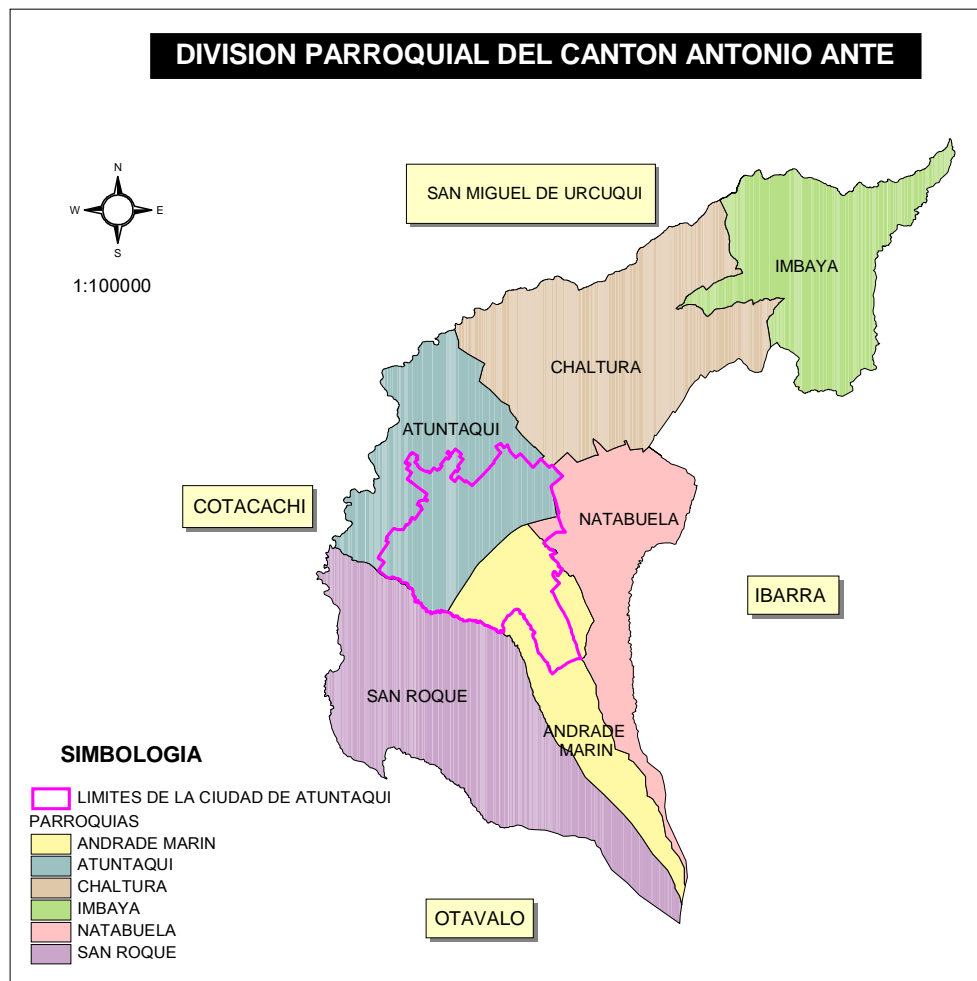 DIVISION PARROQUIAL DEL CANTON ANTONIO ANTE
N
W
E
S
1:100000
SAN MIGUEL DE URCUQUI
IMBAYA
CHALTURA
ATUNTAQUI
COTACACHI
NATABUELA
IBARRA
SAN ROQUE
ANDRADE
MARIN
OTAVALO
SIMBOLOGIA
LIMITES DE LA CIUDAD DE ATUNTAQUI
PARROQUIAS
ANDRADE MARIN
ATUNTAQUI
CHALTURA
IMBAYA
NATABUELA
SAN ROQUE